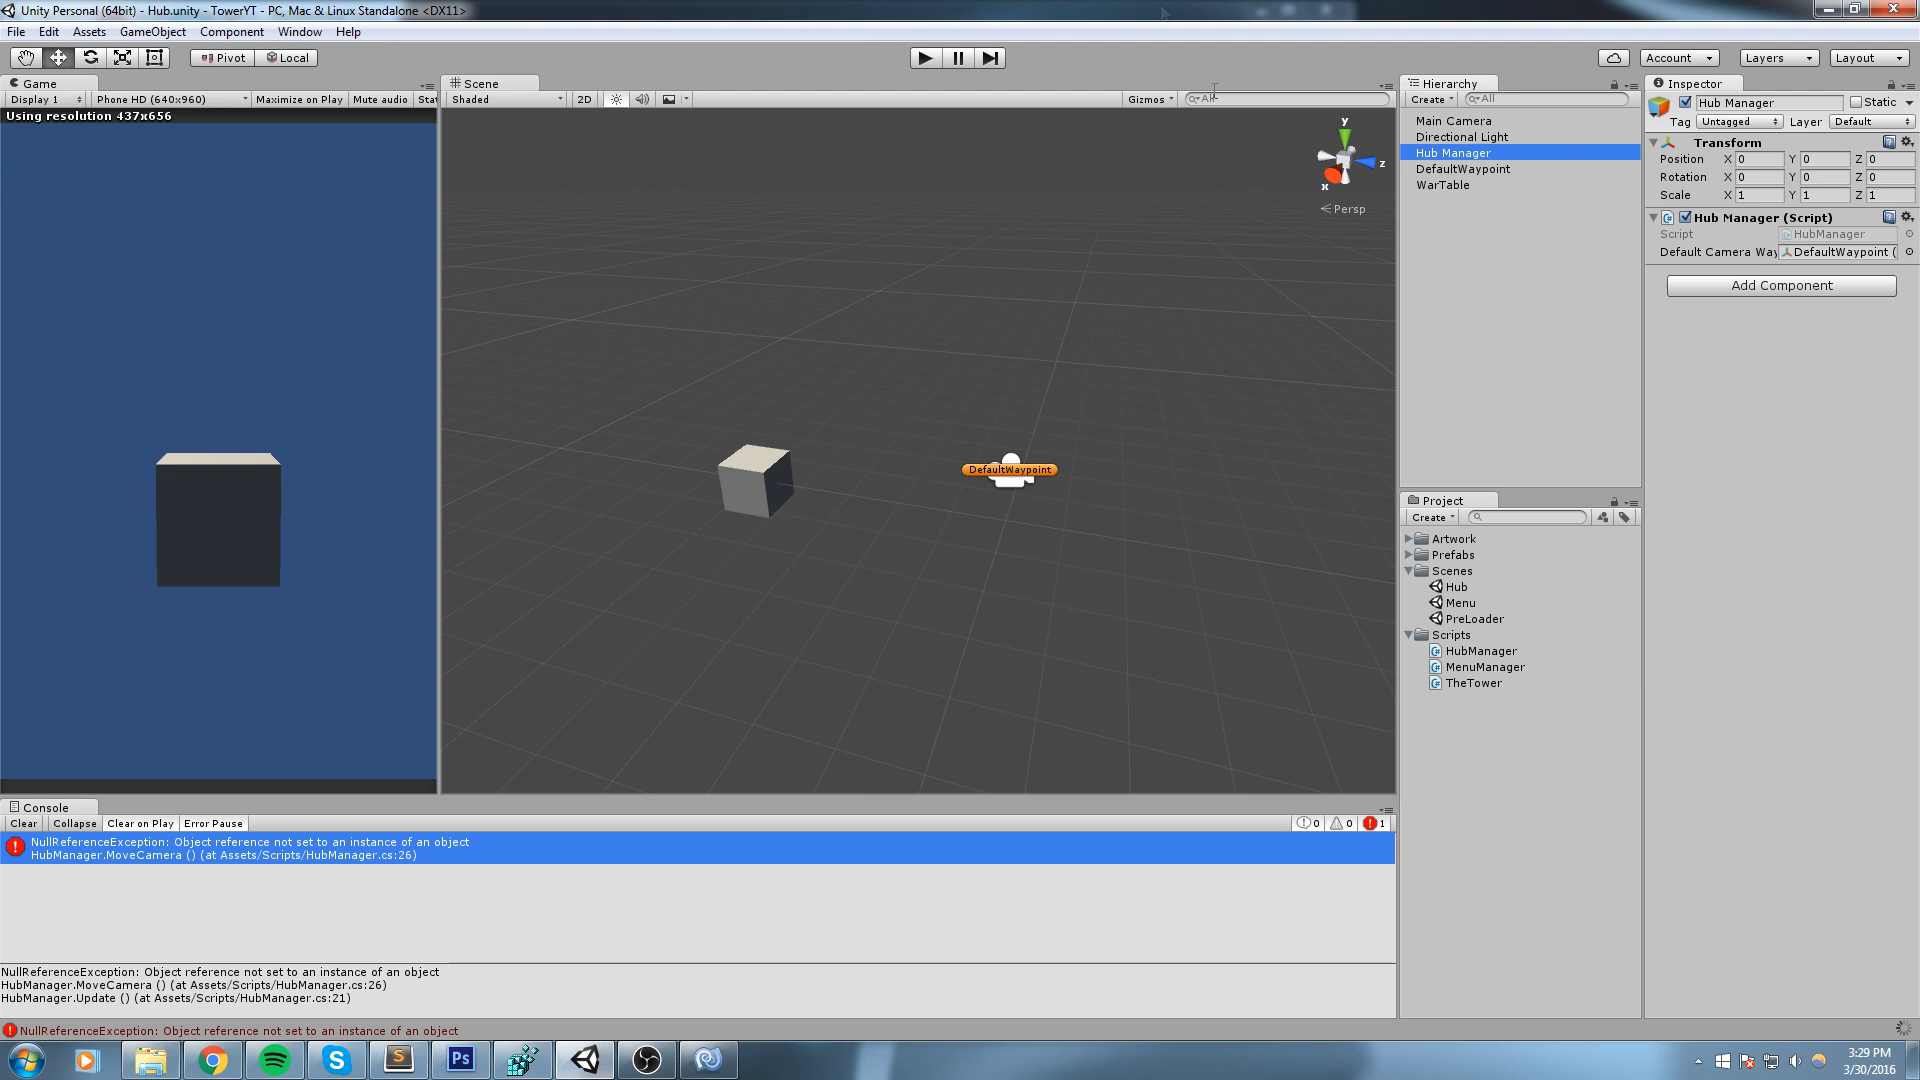 Unity Personal (64bit) - Hub.unity - TowerYT - PC, Mac & Linux Standalone <DX11>
File Edit Assets GameObject Component Window Help
Pivot Local
Account Layers Layout
Game
Display 1 Phone HD (640x960) Maximize on Play Mute audio Stat
Using resolution 437x656
Scene
Shaded 2D Gizmos
y
z
x
Persp
DefaultWaypoint
Hierarchy
Create All
Main Camera
Directional Light
Hub Manager
DefaultWaypoint
WarTable
Project
Create
Artwork
Prefabs
Scenes
Hub
Menu
PreLoader
Scripts
HubManager
MenuManager
TheTower
Inspector
Hub Manager Static
Tag Untagged Layer Default
Transform
Position X 0 Y 0 Z 0
Rotation X 0 Y 0 Z 0
Scale X 1 Y 1 Z 1
Hub Manager (Script)
Script HubManager
Default Camera Way DefaultWaypoint (
Add Component
Console
Clear Collapse Clear on Play Error Pause 0 0 1
NullReferenceException: Object reference not set to an instance of an object
HubManager.MoveCamera () (at Assets/Scripts/HubManager.cs:26)
NullReferenceException: Object reference not set to an instance of an object
HubManager.MoveCamera () (at Assets/Scripts/HubManager.cs:26)
HubManager.Update () (at Assets/Scripts/HubManager.cs:21)
NullReferenceException: Object reference not set to an instance of an object
S
S
Ps
3:29 PM
3/30/2016